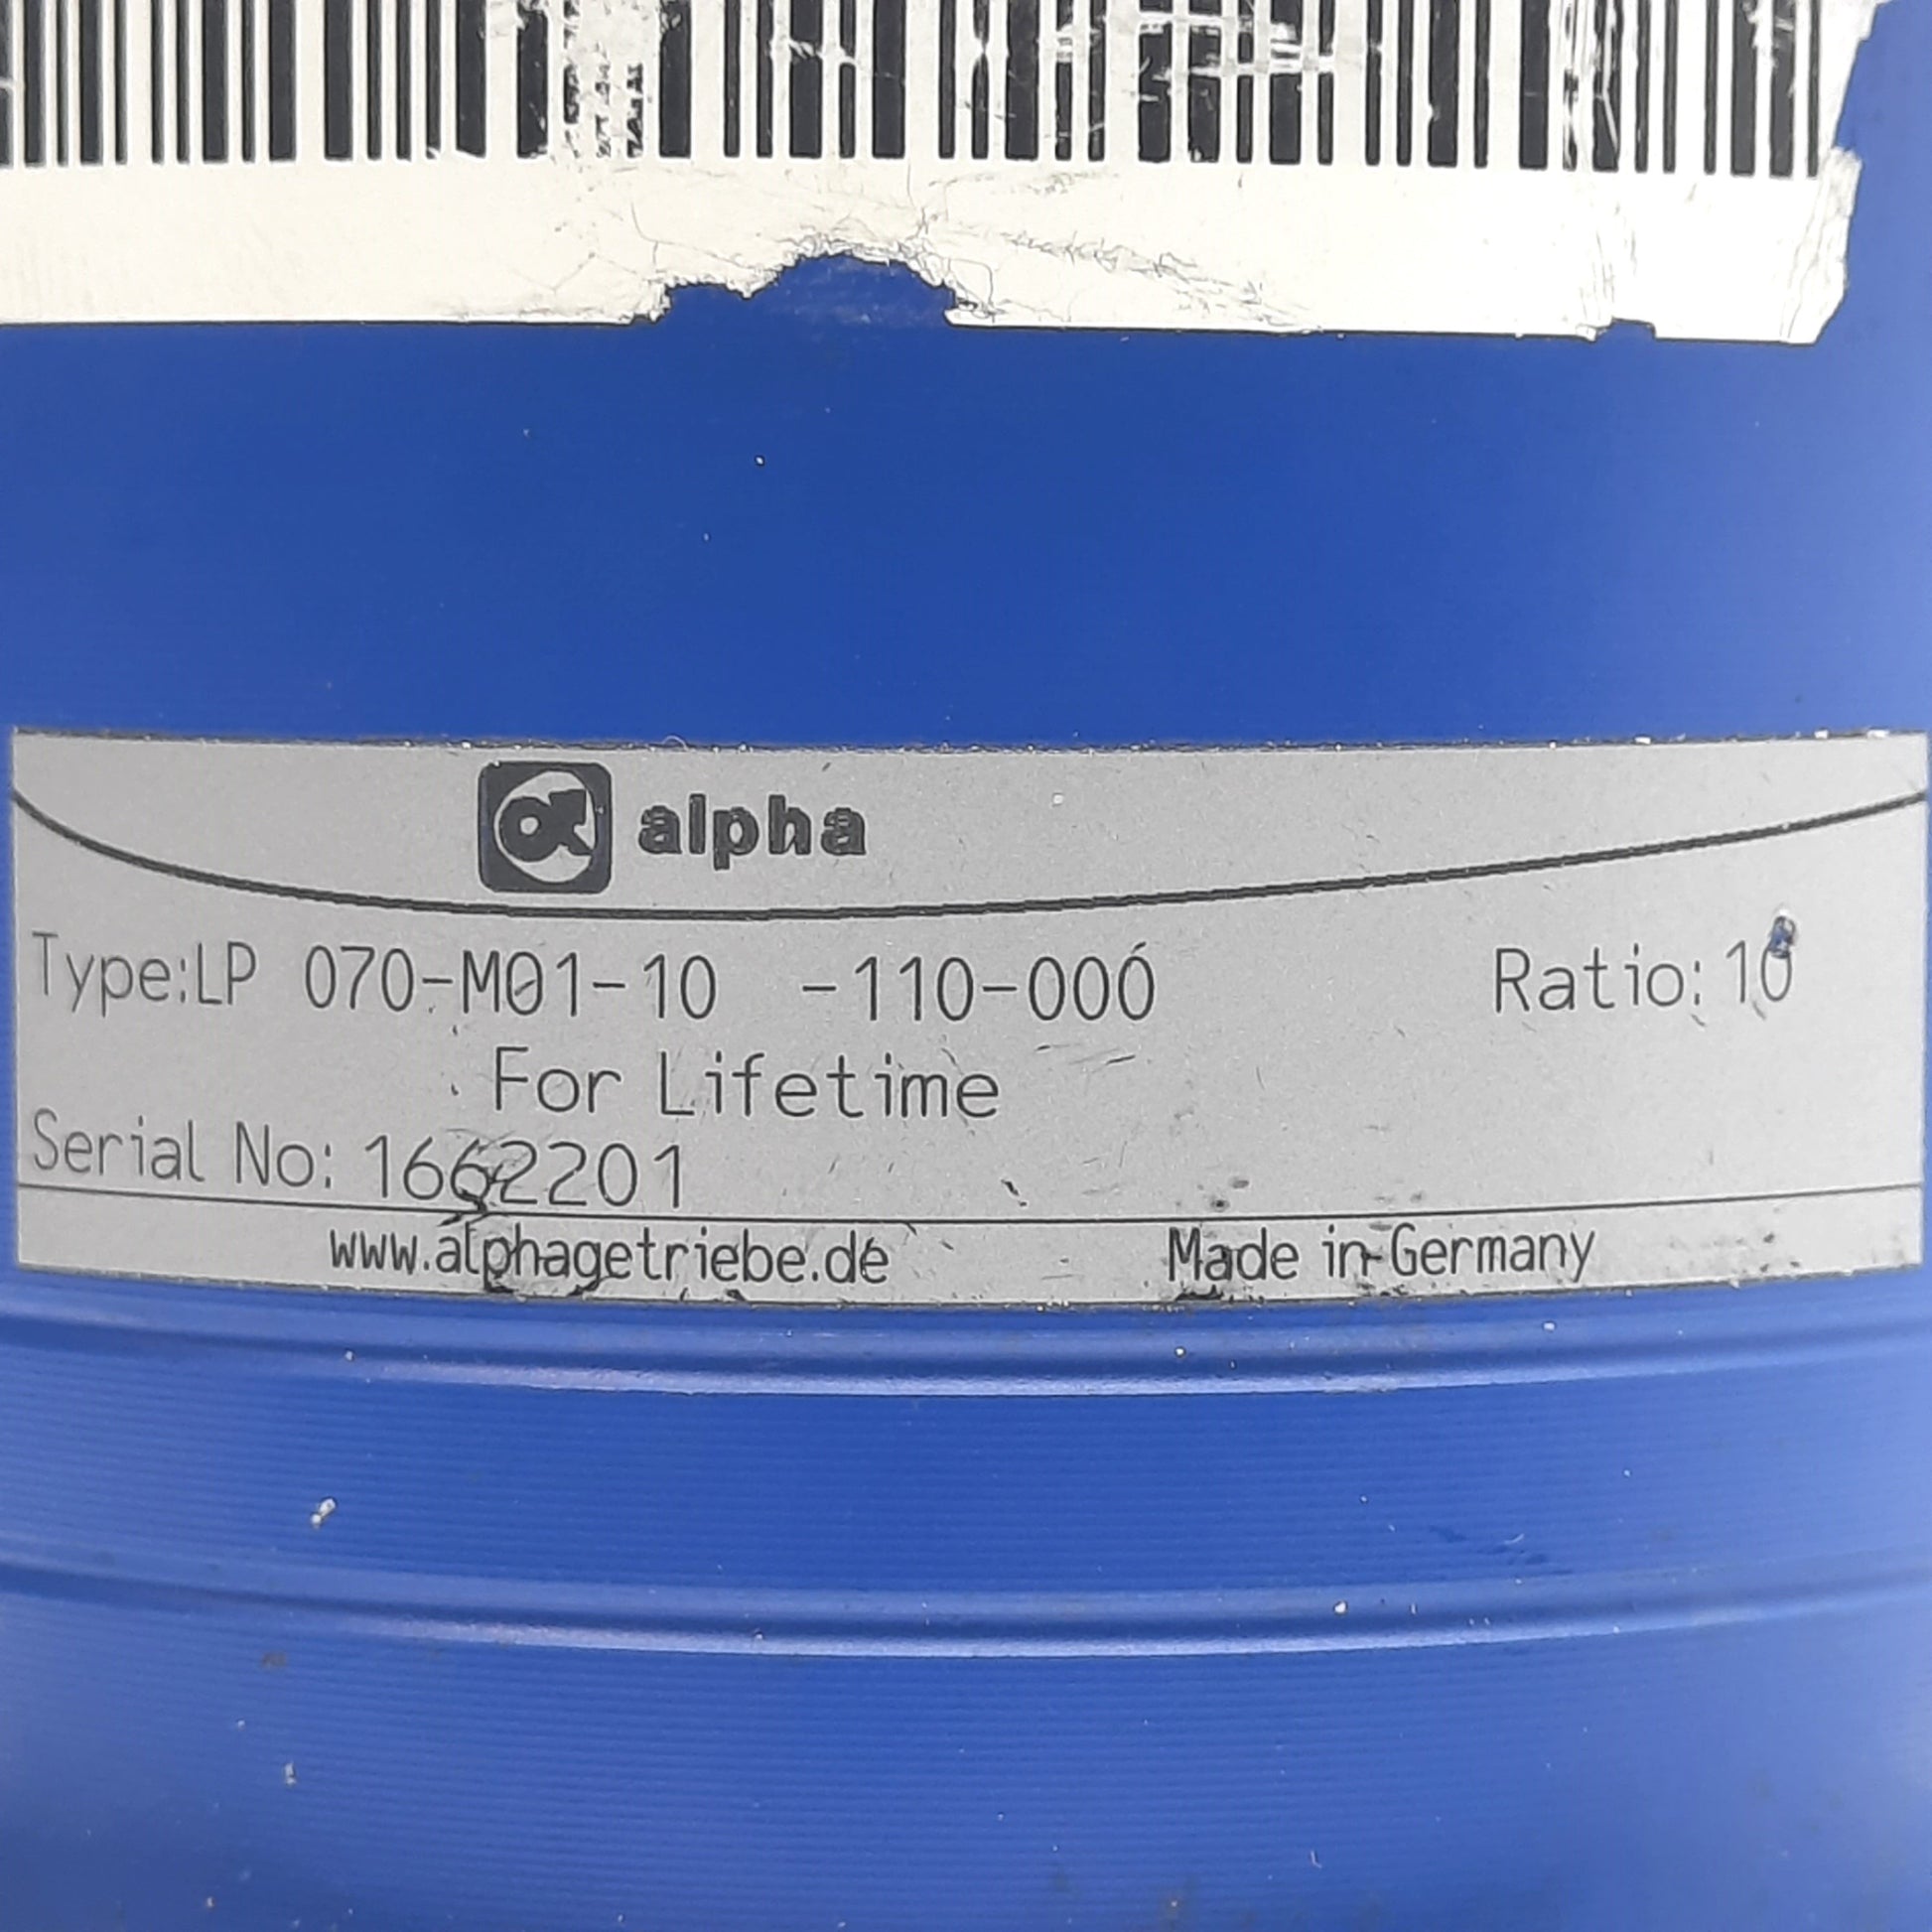 alpha
Type:LP 070-M01-10 -110-000 Ratio: 10
For Lifetime
Serial No: 1662201
www.alphagetriebe.de Made in Germany